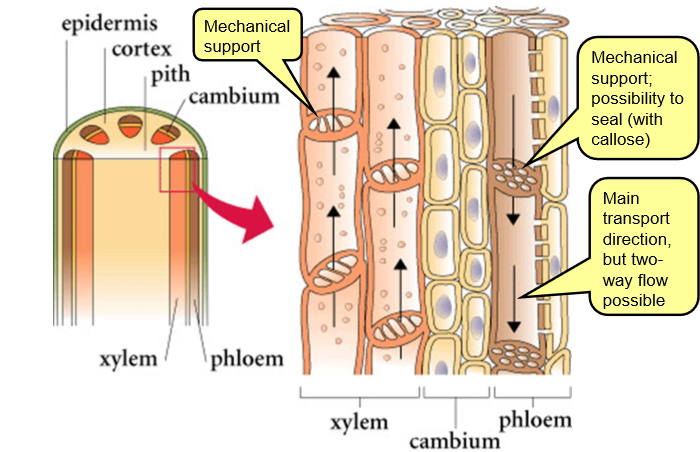 epidermis
cortex
pith
cambium
Mechanical
support
Mechanical
support;
possibility to
seal (with
callose)
Main
transport
direction,
but two-
way flow
possible
xylem
phloem
xylem
cambium
phloem